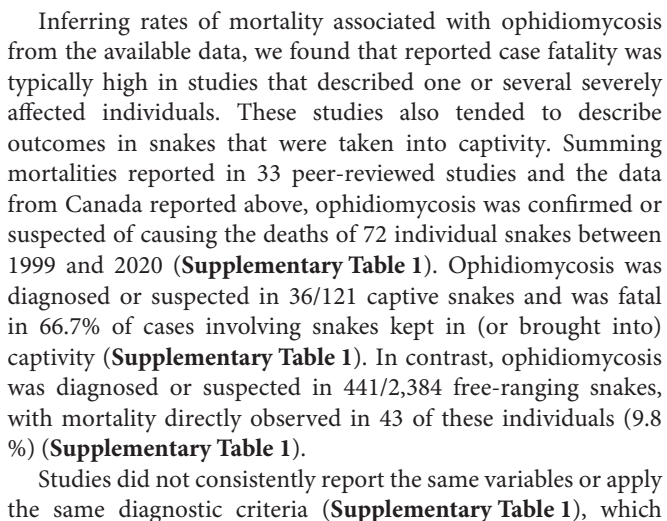 Inferring rates of mortality associated with ophidiomycosis
from the available data, we found that reported case fatality was
typically high in studies that described one or several severely
affected individuals. These studies also tended to describe
outcomes in snakes that were taken into captivity. Summing
mortalities reported in 33 peer-reviewed studies and the data
from Canada reported above, ophidiomycosis was confirmed or
suspected of causing the deaths of 72 individual snakes between
1999 and 2020 (Supplementary Table 1). Ophidiomycosis was
diagnosed or suspected in 36/121 captive snakes and was fatal
in 66.7% of cases involving snakes kept in (or brought into)
captivity (Supplementary Table 1). In contrast, ophidiomycosis
was diagnosed or suspected in 441/2,384 free-ranging snakes,
with mortality directly observed in 43 of these individuals (9.8
%) (Supplementary Table 1).
Studies did not consistently report the same variables or apply
the same diagnostic criteria (Supplementary Table 1), which